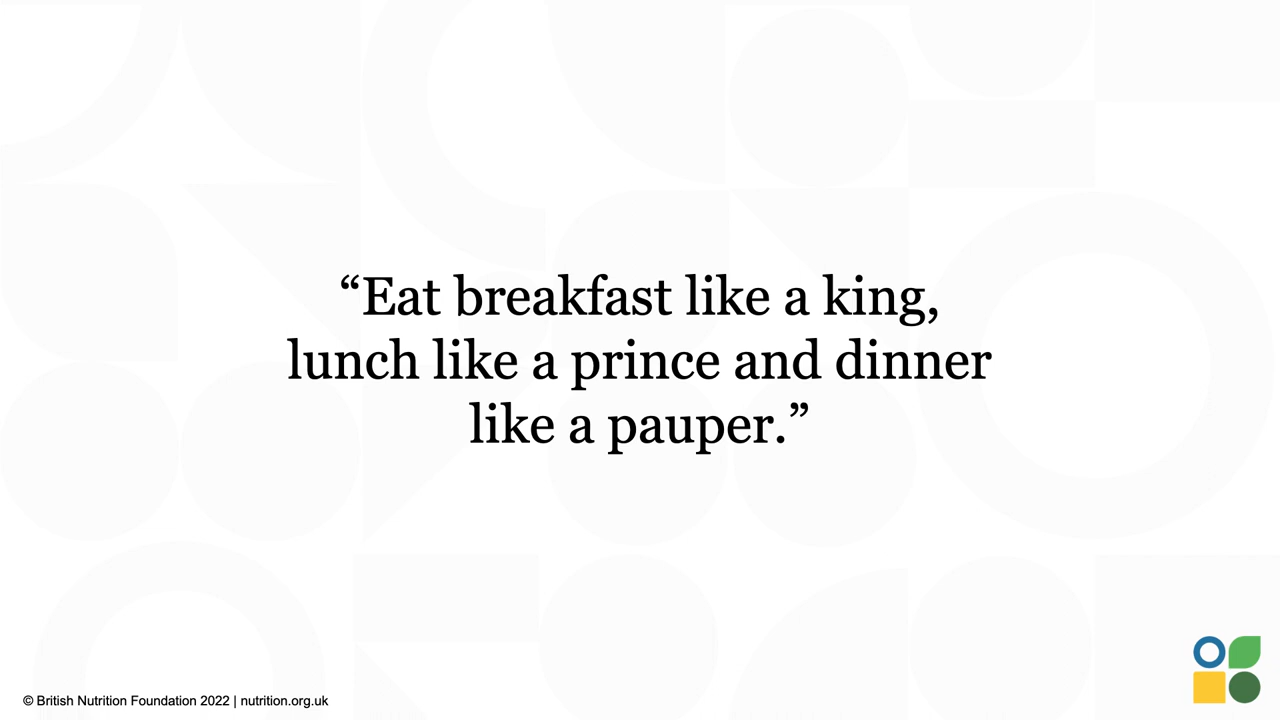 “Eat breakfast like a king,
lunch like a prince and dinner
like a pauper.”
© British Nutrition Foundation 2022 | nutrition.org.uk